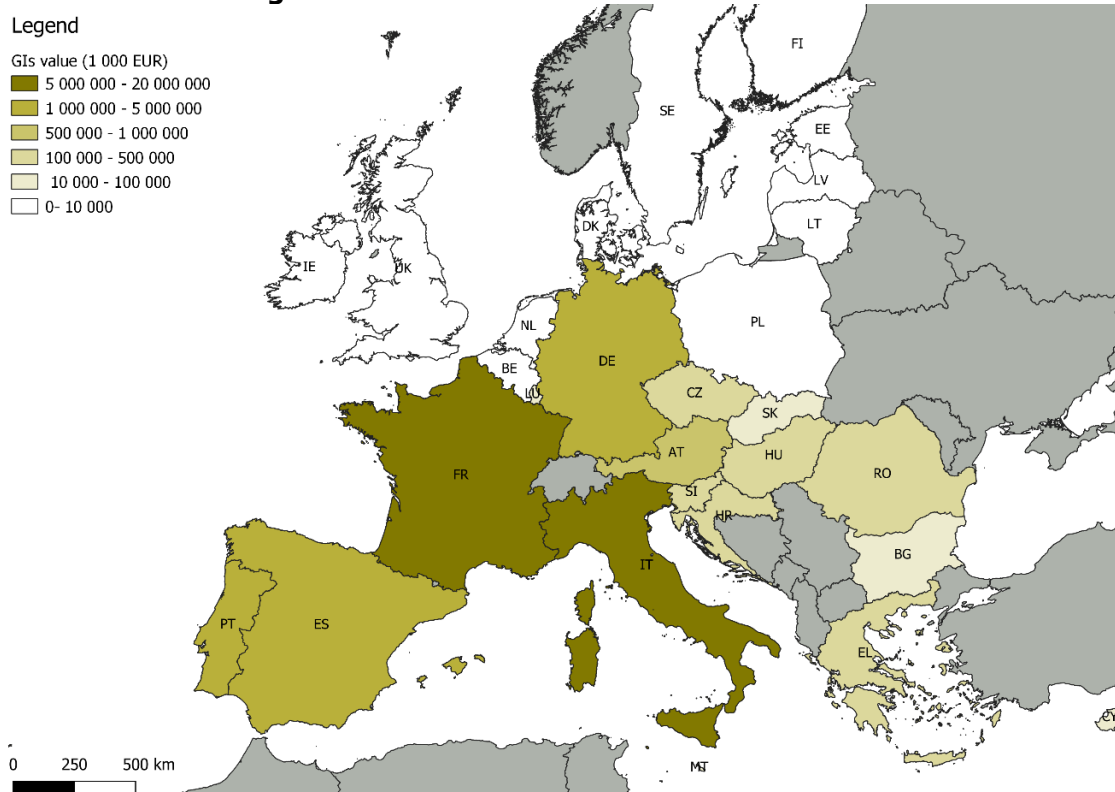 Legend
GIs value (1 000 EUR)
5 000 000 - 20 000 000
1 000 000 - 5 000 000
500 000 - 1 000 000
100 000 - 500 000
10 000 - 100 000
0- 10 000
FI
SE
EE
LV
LT
DK
IE
UK
NL
PL
BE
DE
LU
CZ
SK
AT
HU
FR
RO
SI
HR
BG
IT
PT
ES
EL
CY
0 250 500 km